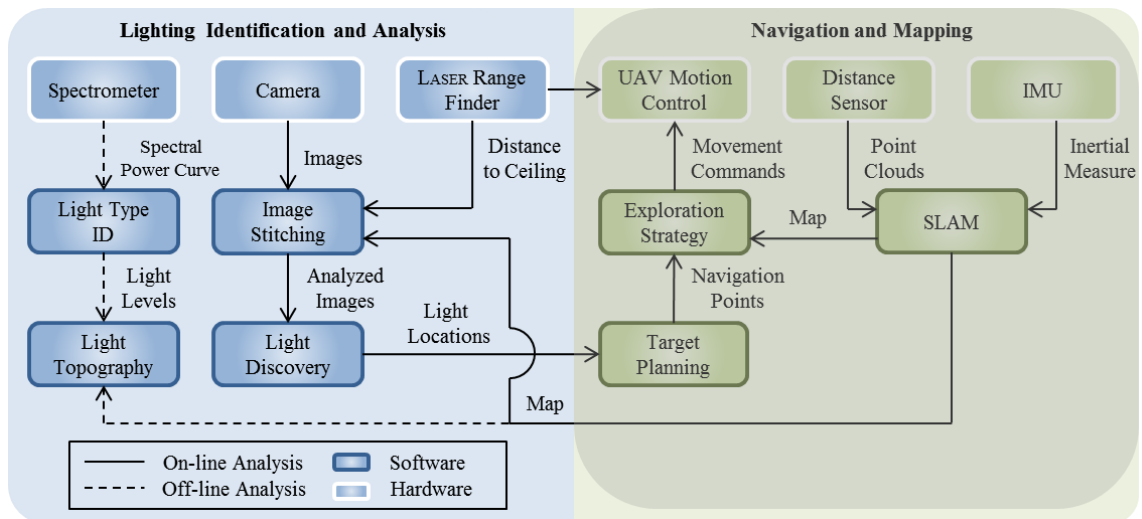 Lighting Identification and Analysis
Navigation and Mapping
Spectrometer
Camera
LASER Range
Finder
UAV Motion
Control
Distance
Sensor
IMU
Spectral
Power Curve
Images
Distance
to Ceiling
Movement
Commands
Point
Clouds
Inertial
Measure
Light Type
ID
Image
Stitching
Exploration
Strategy
Map
SLAM
Light
Levels
Analyzed
Images
Light
Locations
Navigation
Points
Light
Topography
Light
Discovery
Target
Planning
Map
On-line Analysis
Software
Off-line Analysis
Hardware